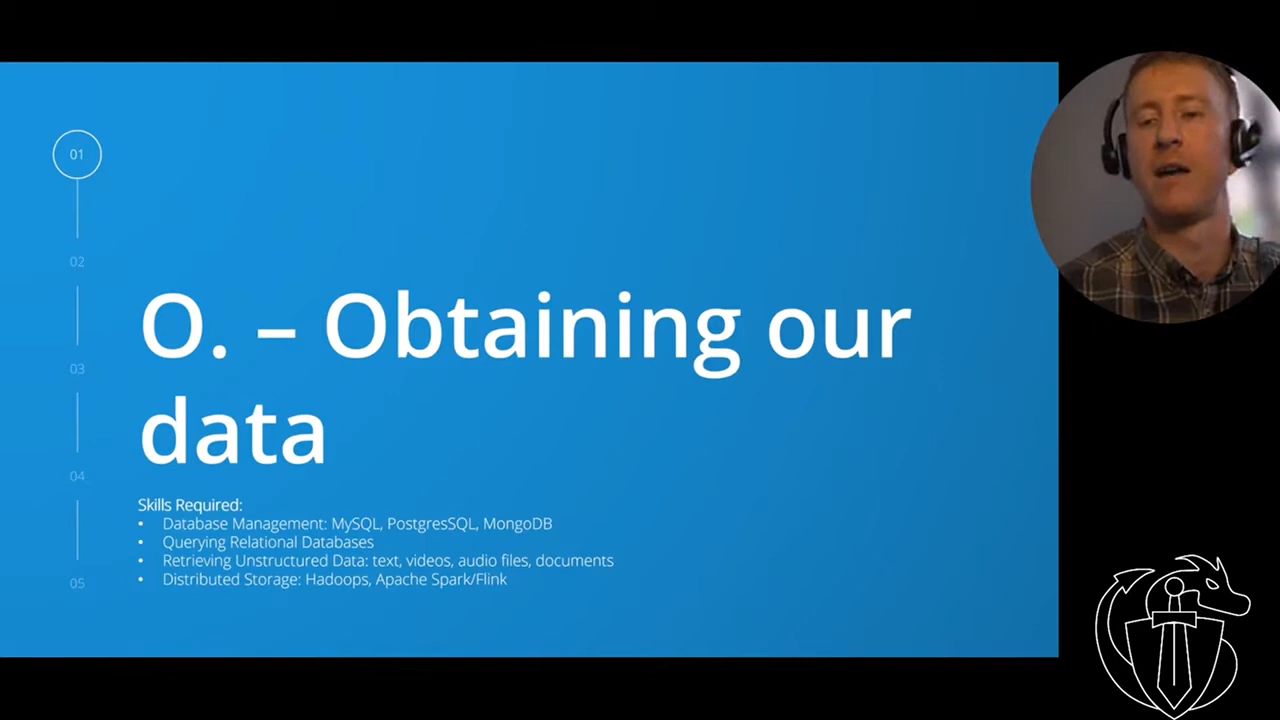 01
02
03
04
05
O. – Obtaining our
data
Skills Required:
• Database Management: MySQL, PostgresSQL, MongoDB
• Querying Relational Databases
• Retrieving Unstructured Data: text, videos, audio files, documents
• Distributed Storage: Hadoops, Apache Spark/Flink